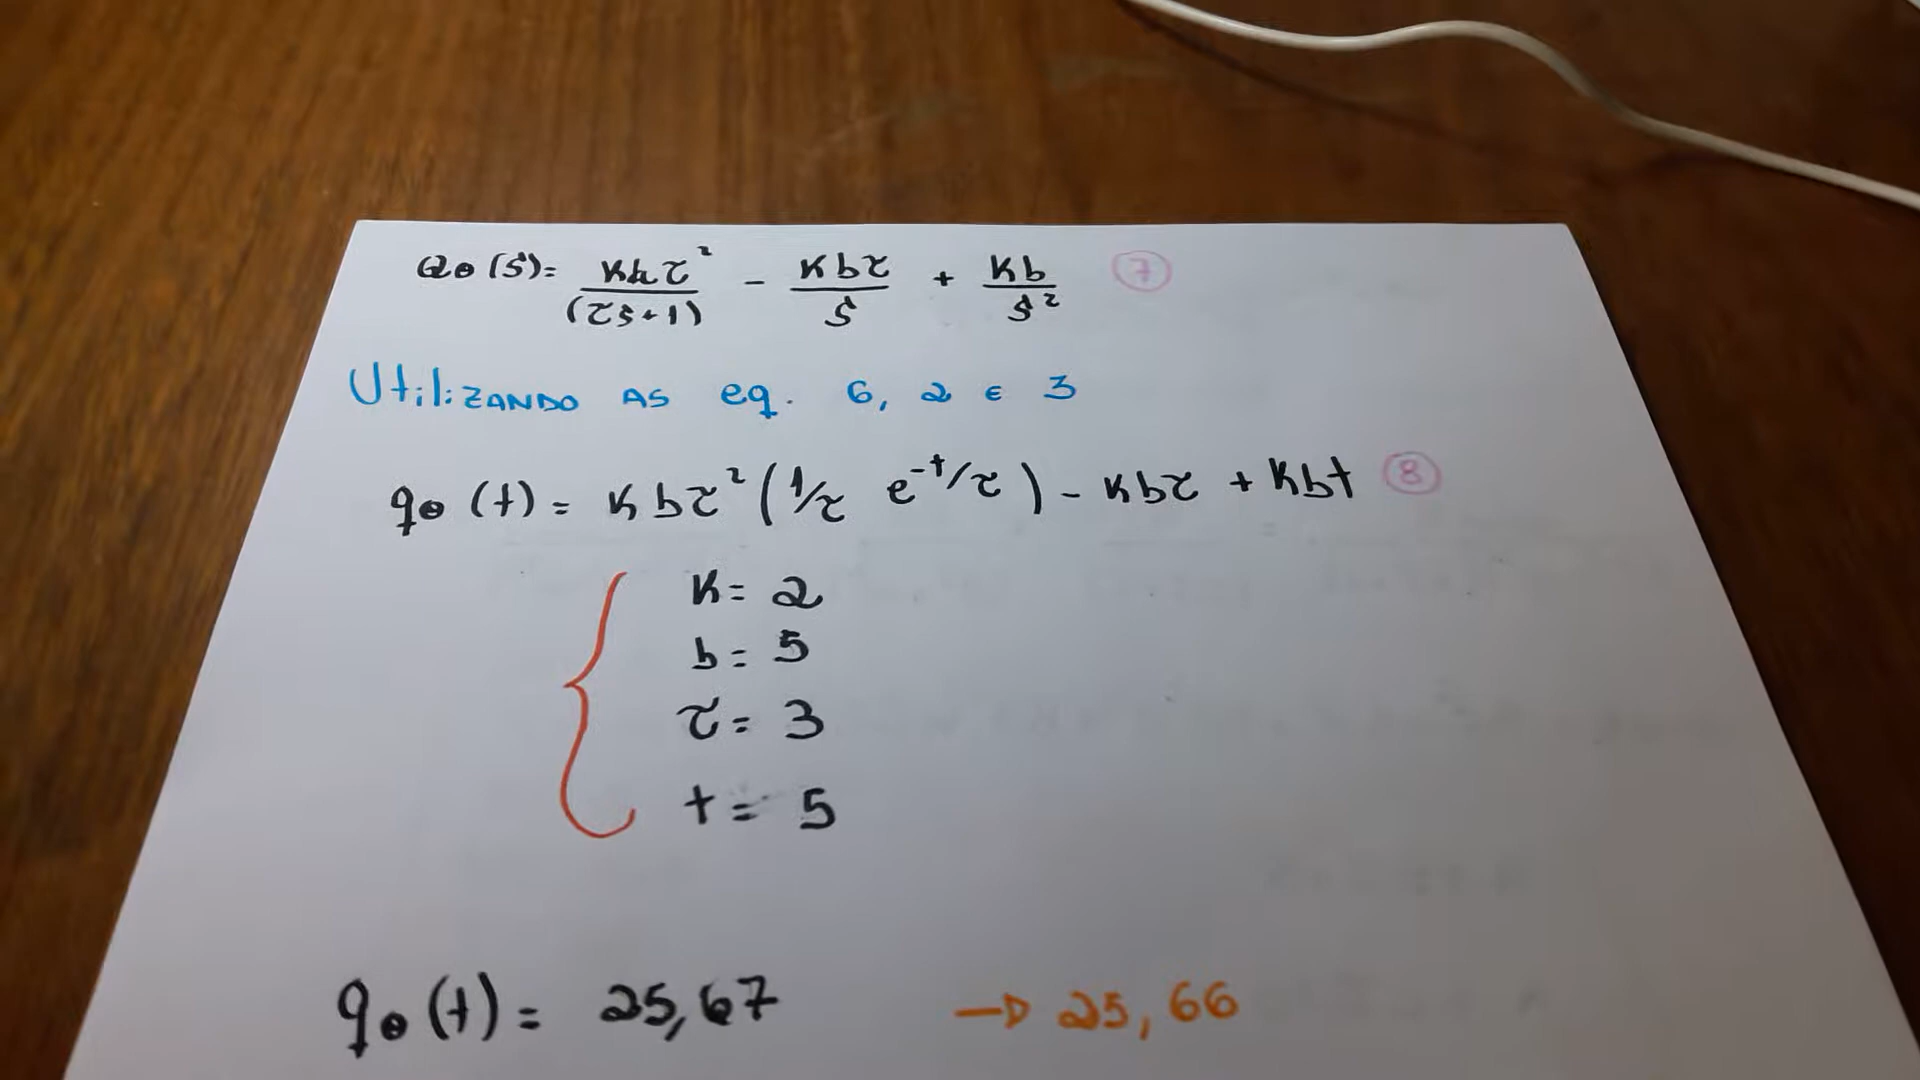 Qo(s)= Kbτ²/(τs+1) - Kbτ/s + Kb/s² ⑦
UtiliZANDO AS eq. 6, 2 e 3
qo(t) = Kbτ²(1/τ e^-t/τ) - Kbτ + Kbt ⑧
K= 2
b= 5
τ= 3
t= 5
qo(t)= 25,67 → 25,66